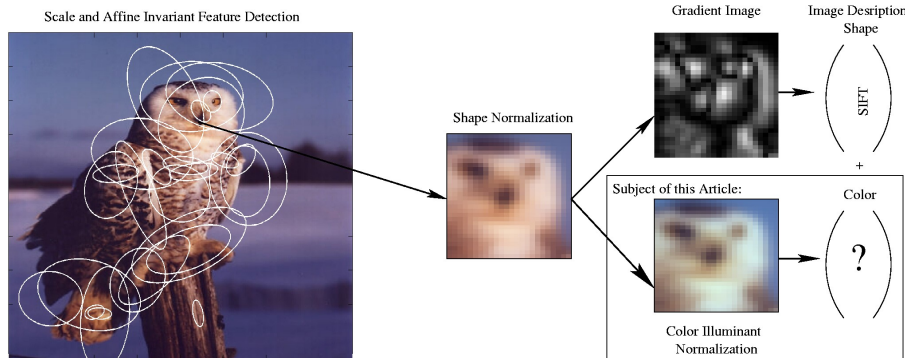 Scale and Affine Invariant Feature Detection
Shape Normalization
Gradient Image
Image Desription
Shape
SIFT
+
Subject of this Article:
Color
?
Color Illuminant
Normalization